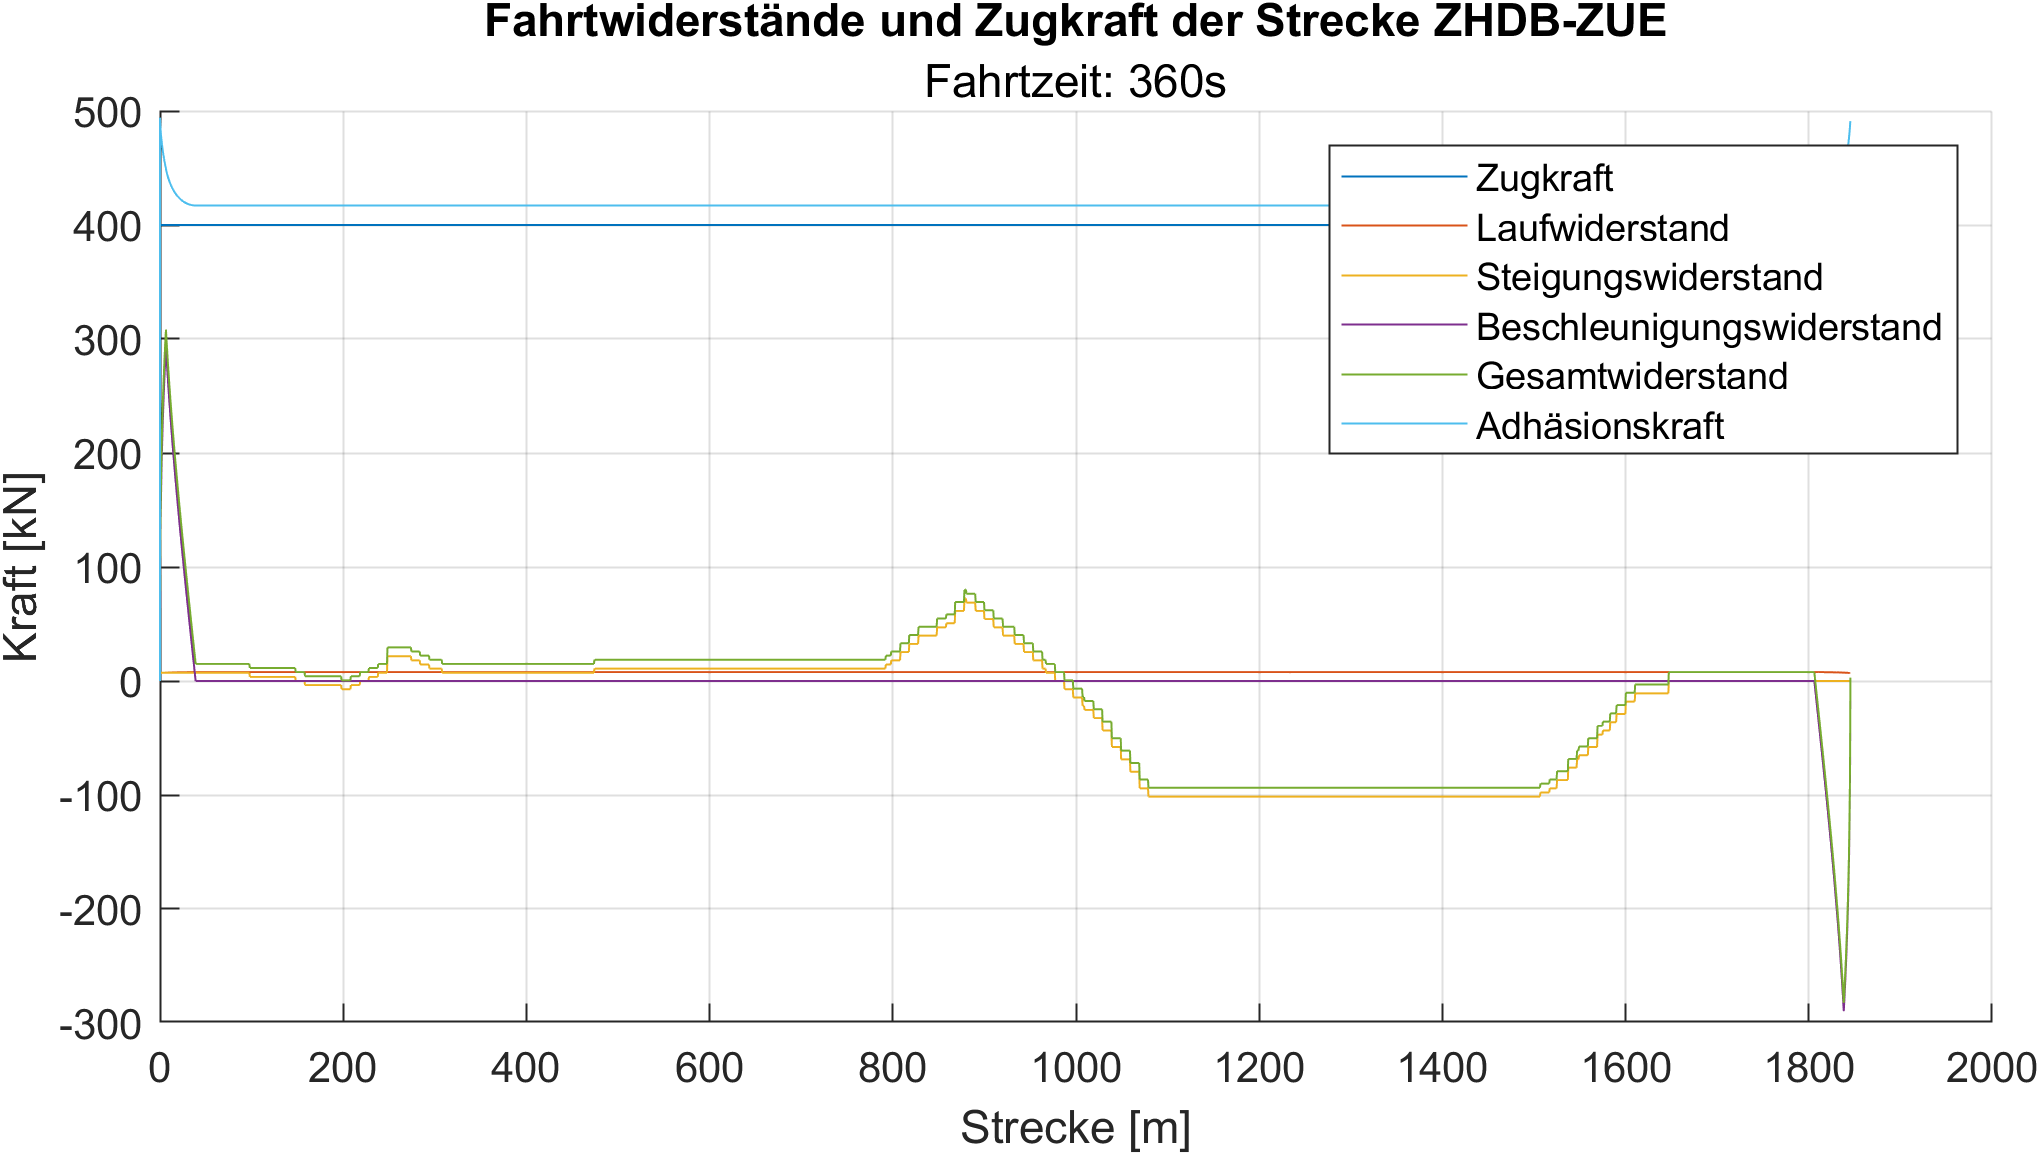 Fahrtwiderstände und Zugkraft der Strecke ZHDB-ZUE
Fahrtzeit: 360s
500
400
300
200
100
0
-100
-200
-300
Kraft [kN]
Zugkraft
Laufwiderstand
Steigungswiderstand
Beschleunigungswiderstand
Gesamtwiderstand
Adhäsionskraft
0 200 400 600 800 1000 1200 1400 1600 1800 2000
Strecke [m]